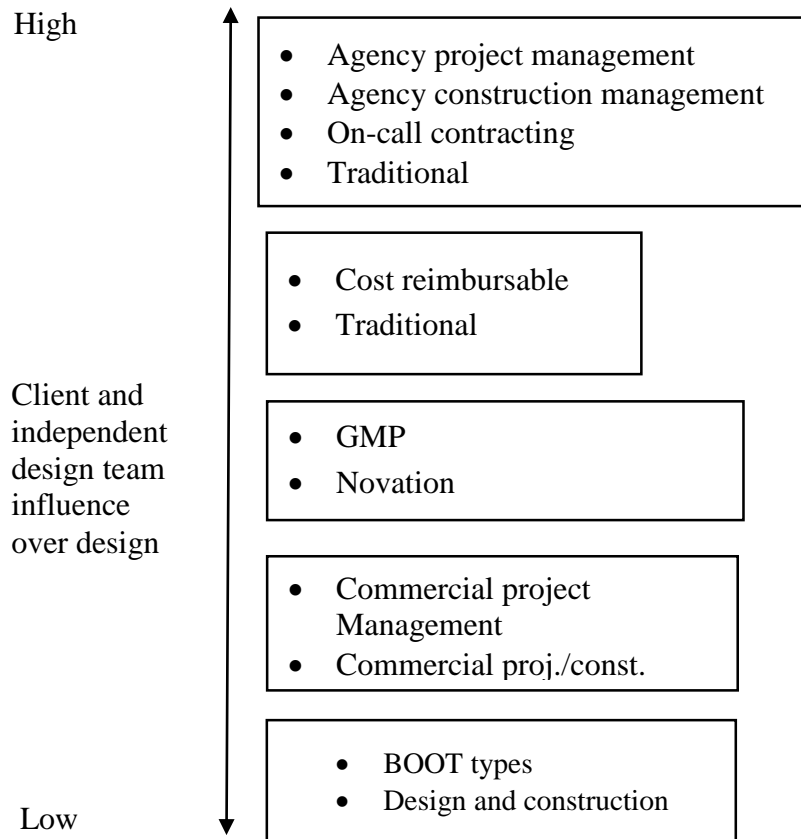 High
• Agency project management
• Agency construction management
• On-call contracting
• Traditional
• Cost reimbursable
• Traditional
Client and
independent
design team
influence
over design
• GMP
• Novation
• Commercial project
Management
• Commercial proj./const.
• BOOT types
• Design and construction
Low